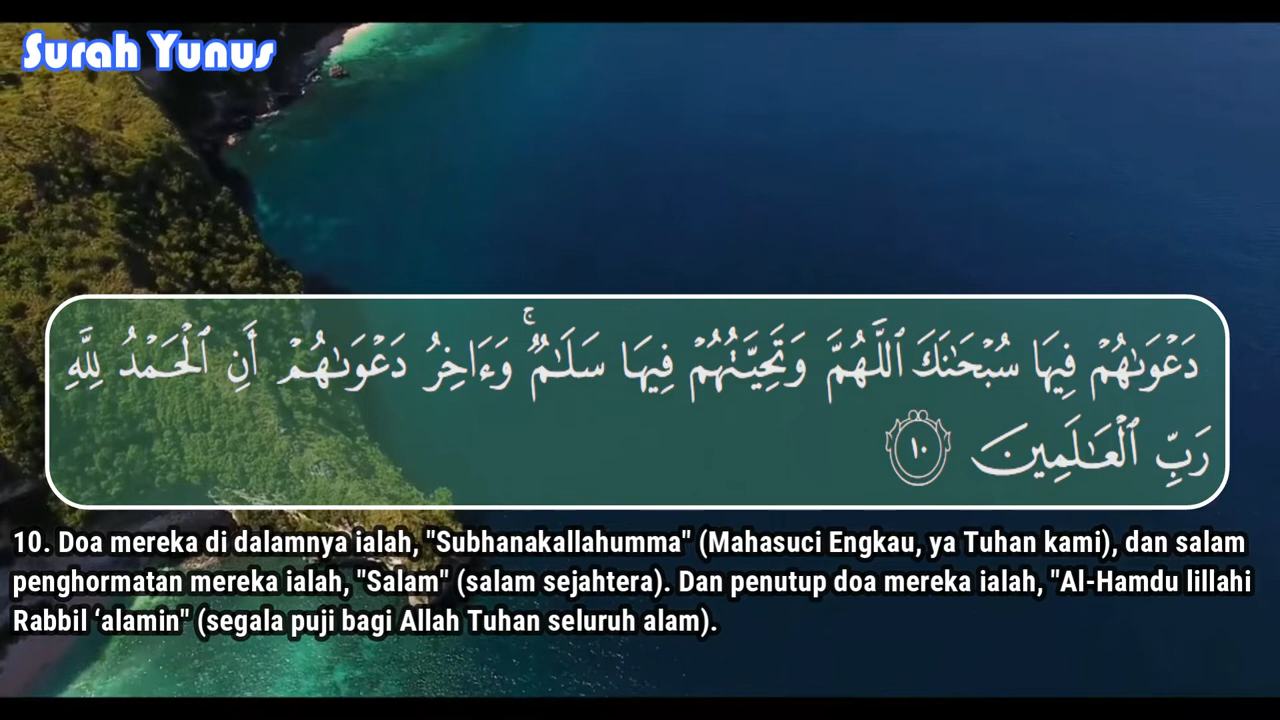 Surah Yunus
دَعْوَىٰهُمْ فِيهَا سُبْحَـٰنَكَ ٱللَّهُمَّ وَتَحِيَّتُهُمْ فِيهَا سَلَـٰمٌۭ ۚ وَءَاخِرُ دَعْوَىٰهُمْ أَنِ ٱلْحَمْدُ لِلَّهِ
رَبِّ ٱلْعَـٰلَمِينَ ١٠
10. Doa mereka di dalamnya ialah, "Subhanakallahumma" (Mahasuci Engkau, ya Tuhan kami), dan salam
penghormatan mereka ialah, "Salam" (salam sejahtera). Dan penutup doa mereka ialah, "Al-Hamdu lillahi
Rabbil ‘alamin" (segala puji bagi Allah Tuhan seluruh alam).